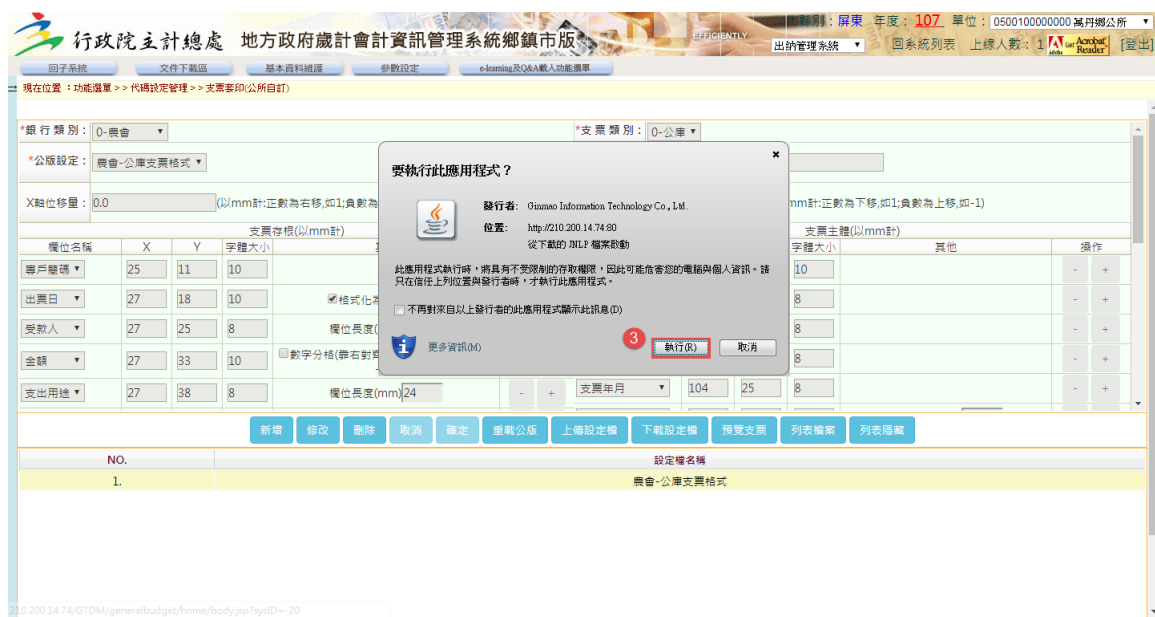 行政院主計總處 地方政府歲計會計資訊管理系統鄉鎮市版
EFFICIENTLY
屏東 年度：107 單位：0500100000000 萬丹鄉公所
出納管理系統 回系統列表 上線人數：1 Get Acrobat Reader Adobe [登出]
回子系統 文件下載區 基本資料維護 參數設定 e-learning及Q&A載入功能選單
現在位置：功能選單>>代碼設定管理>>支票套印(公所自訂)
*銀行類別：0-農會 *支票類別：0-公庫
*公版設定：農會-公庫支票格式
X軸位移量：0.0 (以mm計:正數為右移,如1;負數為 mm計:正數為下移,如1;負數為上移,如-1)
支票存根(以mm計) 支票主體(以mm計)
欄位名稱 X Y 字體大小 字體大小 其他 操作
專戶簡碼 25 11 10 10 - +
出票日 27 18 10 格式化為 8 - +
受款人 27 25 8 欄位長度( 8 - +
金額 27 33 10 數字分格(靠右對齊 8 - +
支出用途 27 38 8 欄位長度(mm)24 - + 支票年月 104 25 8 - +
要執行此應用程式？
發行者: Ginmao Information Technology Co., Ltd.
位置: http://210.200.14.74:80
從下載的 JNLP 檔案啟動
此應用程式執行時，將具有不受限制的存取權限，因此可能危害您的電腦與個人資訊。請
只在信任上列位置與發行者時，才執行此應用程式。
不再對來自以上發行者的此應用程式顯示此訊息(D)
更多資訊(M) 3 執行(R) 取消
新增 修改 刪除 取消 確定 重載公版 上傳設定檔 下載設定檔 預覽支票 列表檔案 列表隱藏
NO. 設定檔名稱
1. 農會-公庫支票格式
210.200.14.74/GTDM/generalbudget/home/body.jsp?sysID=-20